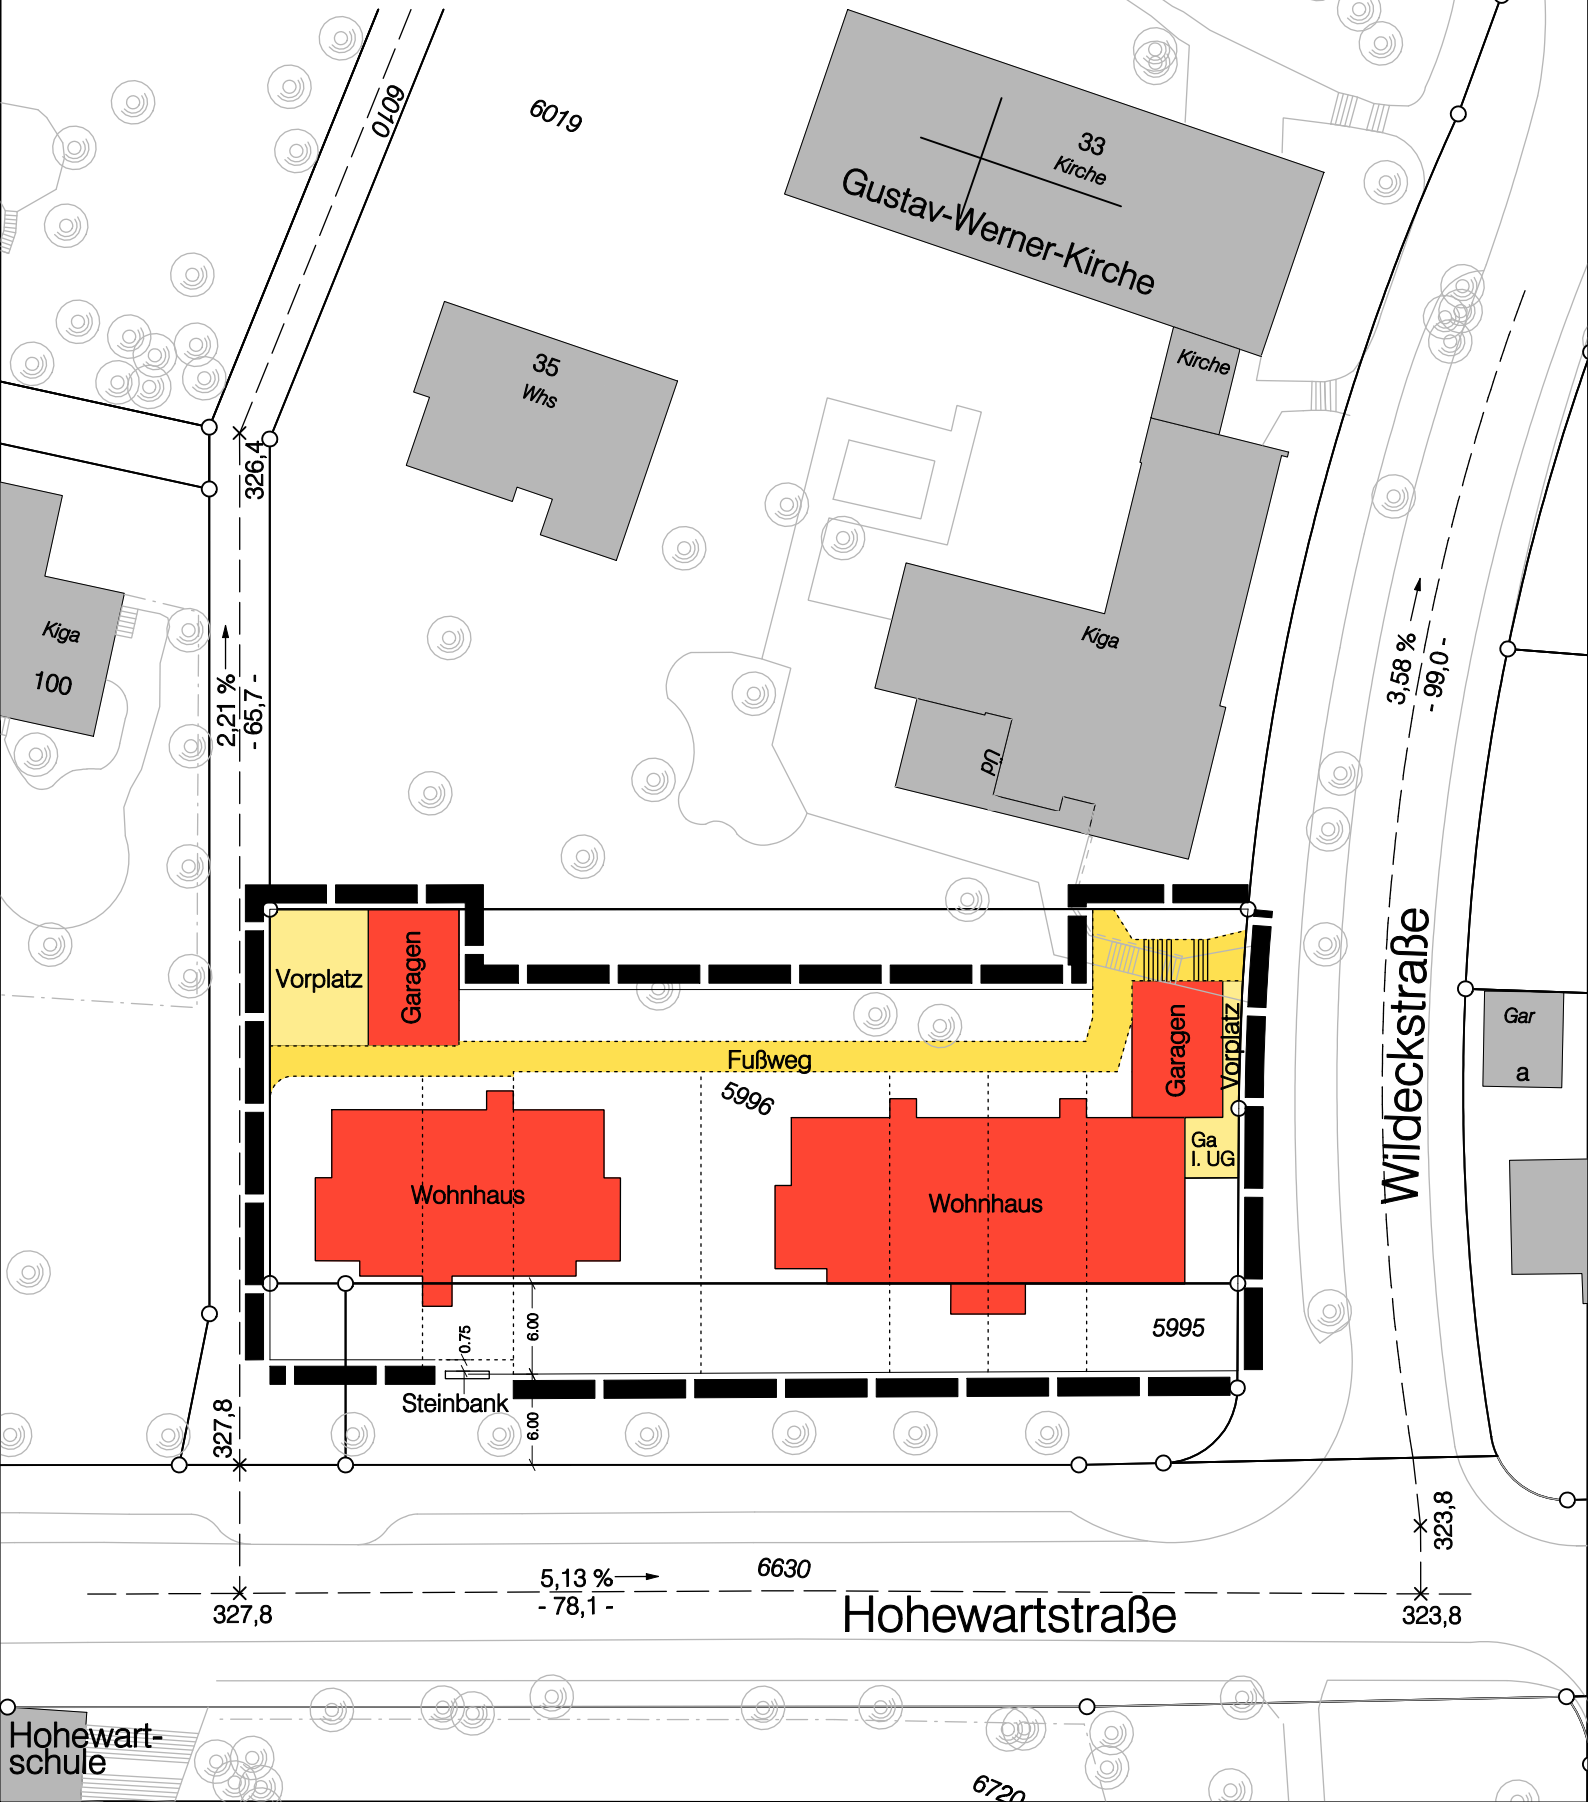 6010
6019
33
Kirche
Gustav-Werner-Kirche
Kirche
35
Whs
326,4
Kiga
100
Kiga
Ud
2,21 %
- 65,7 -
3,58 %
- 99,0 -
Vorplatz
Garagen
Fußweg
5996
Garagen
Vorplatz
Ga
I. UG
Wohnhaus
Wohnhaus
Wildeckstraße
Gar
a
5995
0.75
6.00
Steinbank
6.00
327,8
323,8
5,13 %
- 78,1 -
6630
327,8
Hohewartstraße
323,8
Hohewart-
schule
6720